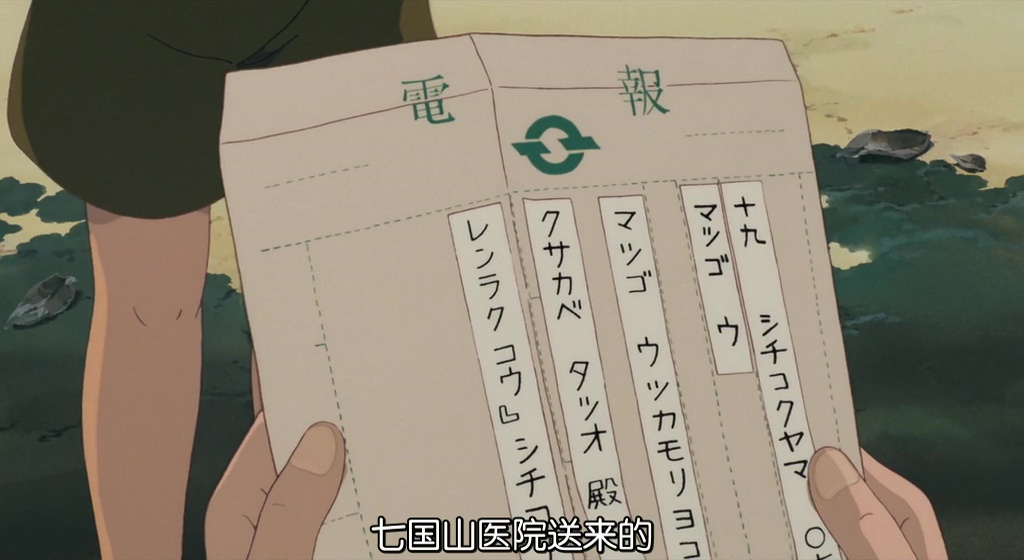 電報
十九 シチコクヤマ 〇
マツゴ ウ
マツゴ ウツカモリヨコ
クサカベ タツオ 殿
レンラク コウ』 シチコ
七国山医院送来的